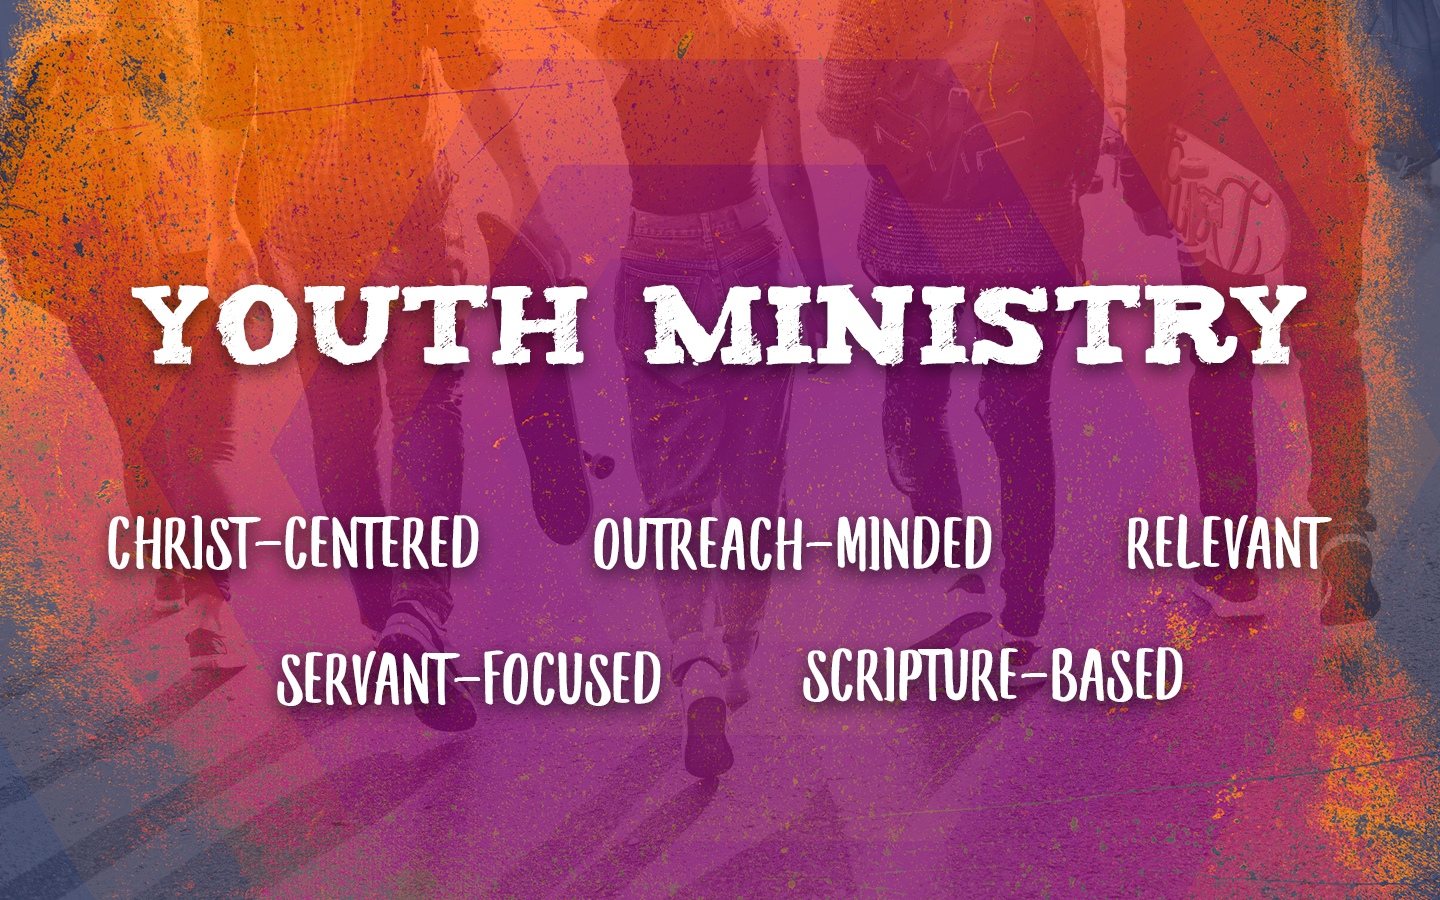 YOUTH MINISTRY
CHRIST-CENTERED OUTREACH-MINDED RELEVANT
SERVANT-FOCUSED SCRIPTURE-BASED